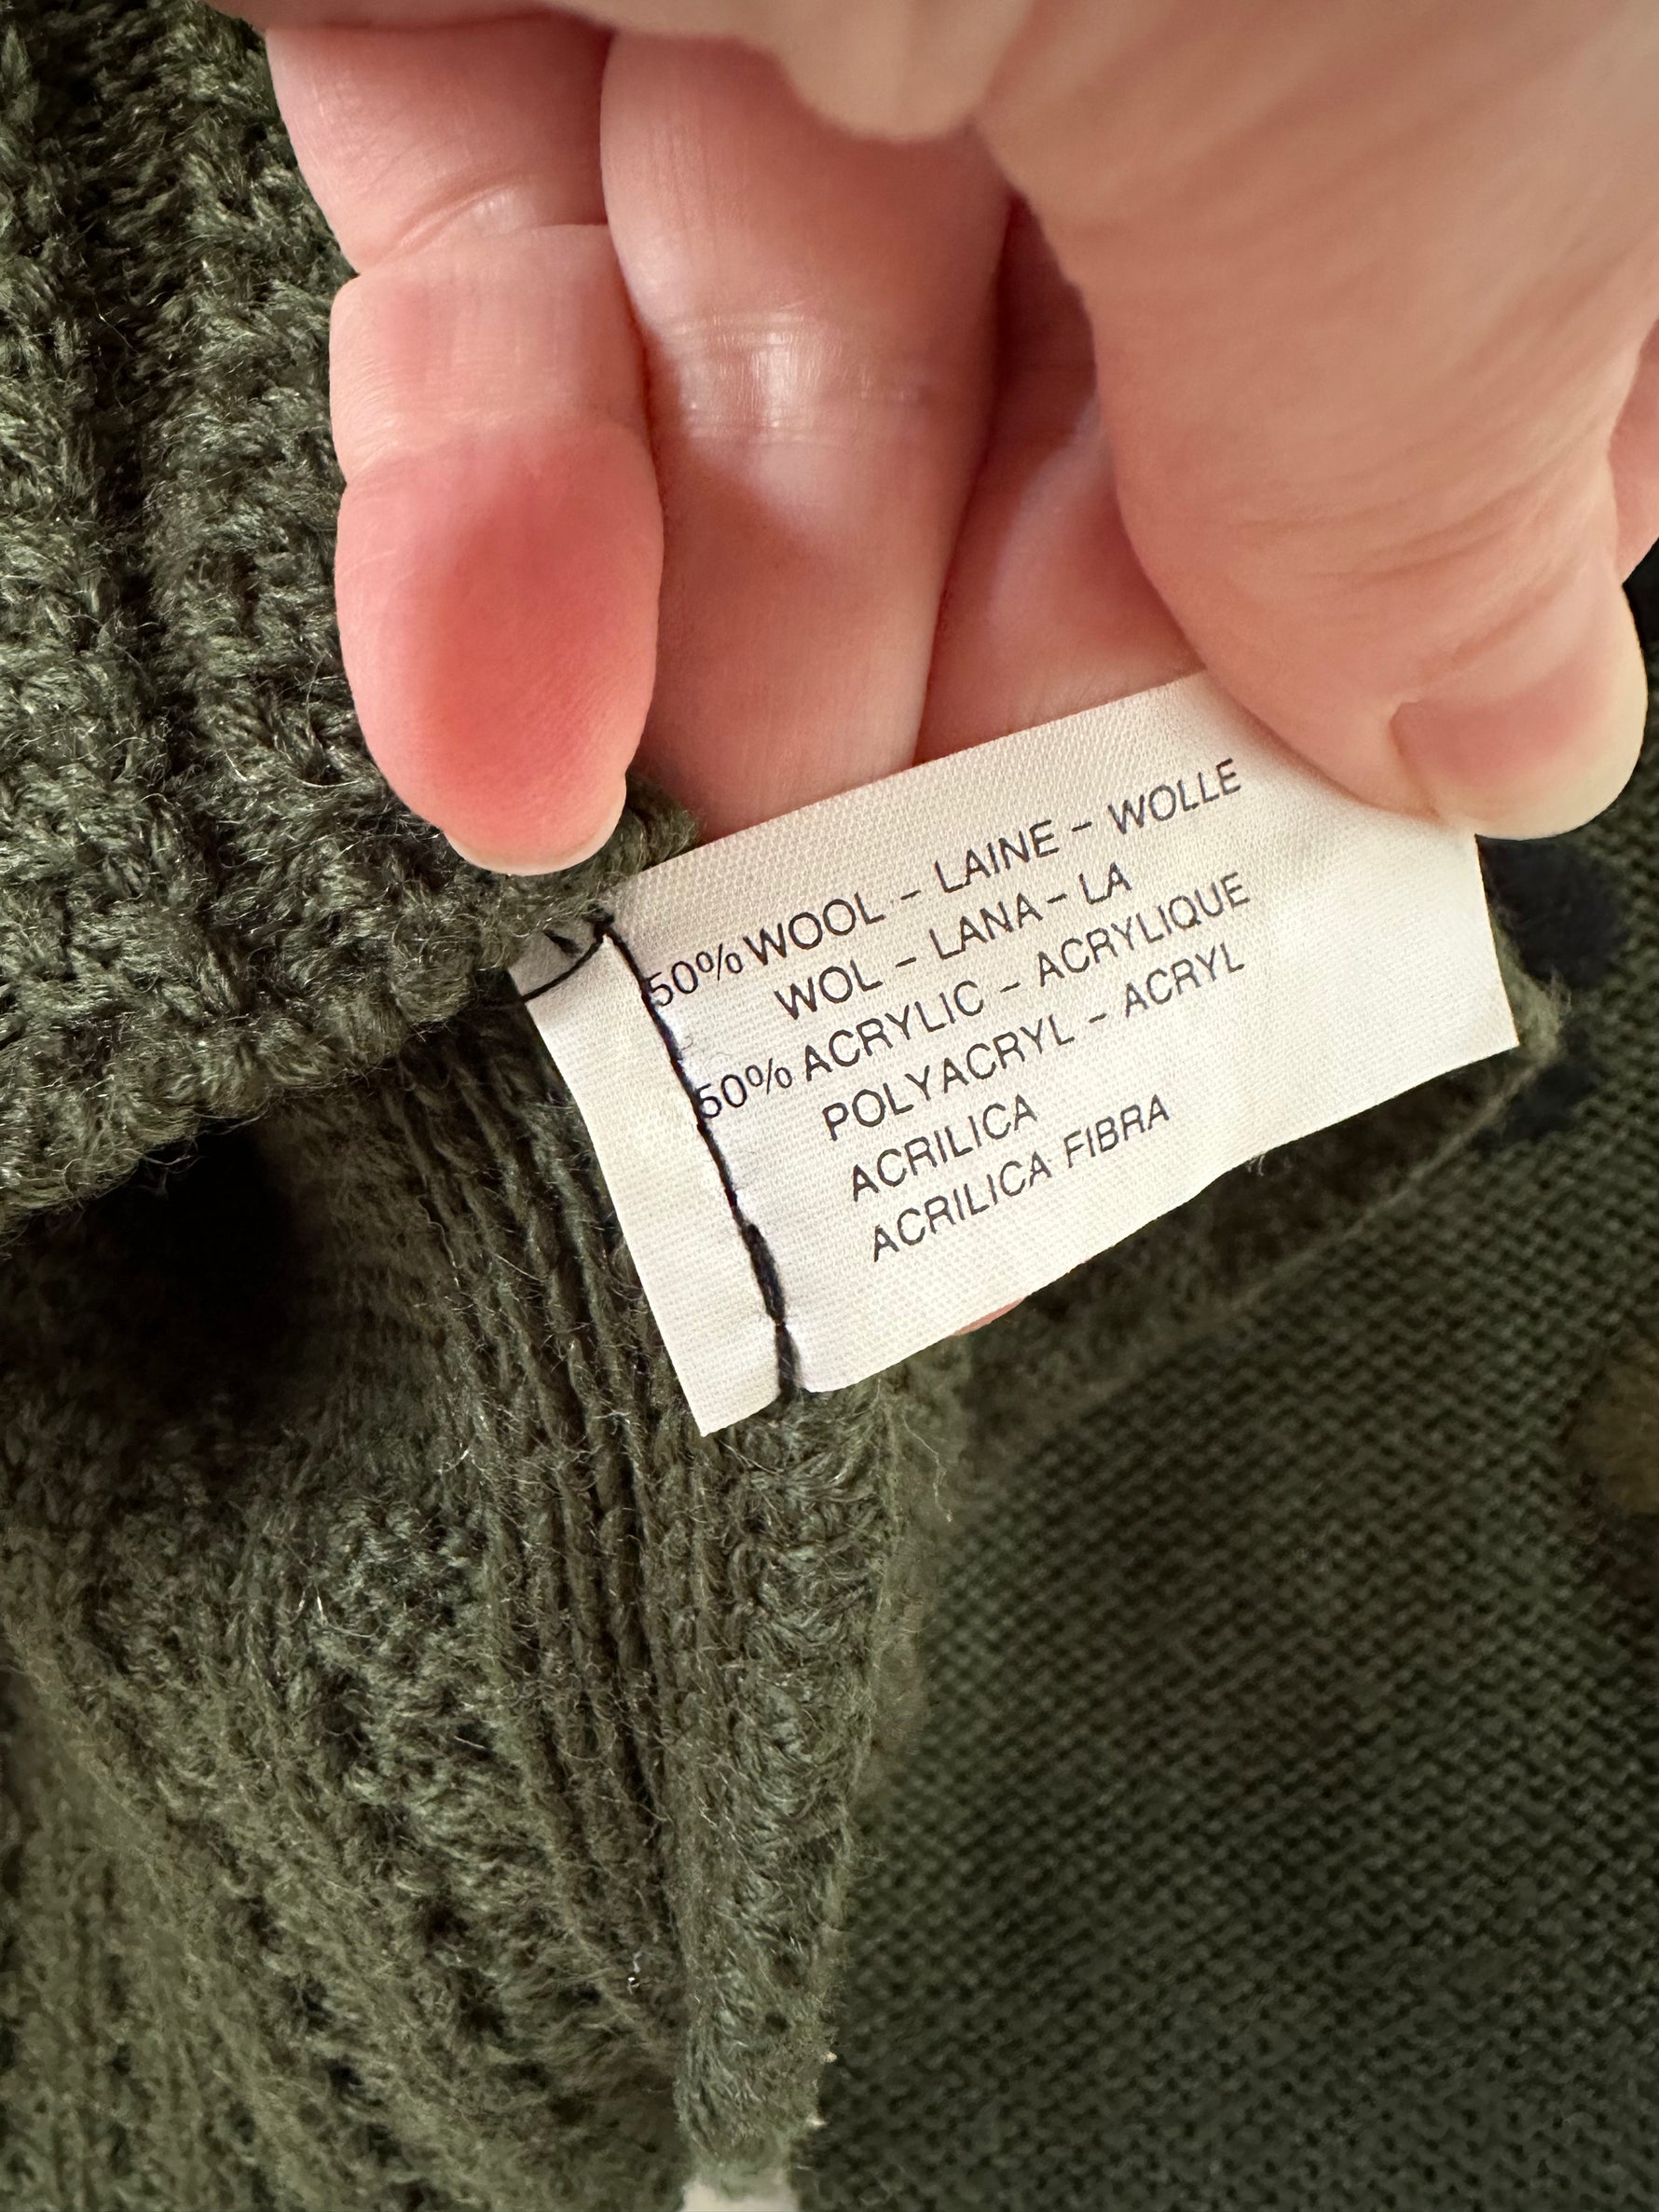 50% WOOL – LAINE – WOLLE
WOL – LANA – LA
50% ACRYLIC – ACRYLIQUE
POLYACRYL – ACRYL
ACRILICA
ACRILICA FIBRA